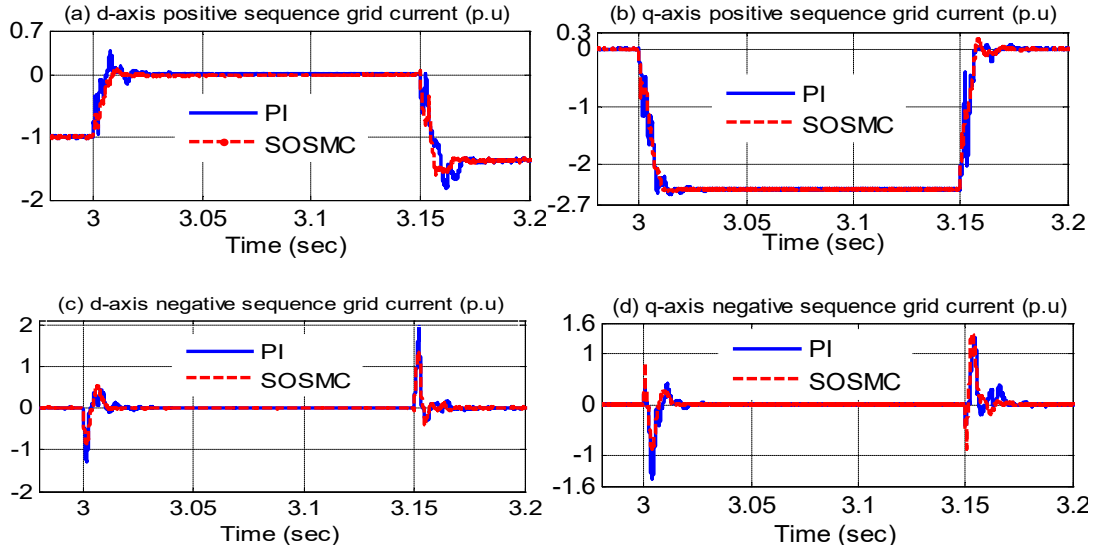 (a) d-axis positive sequence grid current (p.u)
0.7
0
-1
-2
PI
SOSMC
3
3.05
3.1
3.15
3.2
Time (sec)
(b) q-axis positive sequence grid current (p.u)
0.3
0
-1
-2
-2.7
PI
SOSMC
3
3.05
3.1
3.15
3.2
Time (sec)
(c) d-axis negative sequence grid current (p.u)
2
1
0
-1
-2
PI
SOSMC
3
3.05
3.1
3.15
3.2
Time (sec)
(d) q-axis negative sequence grid current (p.u)
1.6
1
0
-1
-1.6
PI
SOSMC
3
3.05
3.1
3.15
3.2
Time (sec)